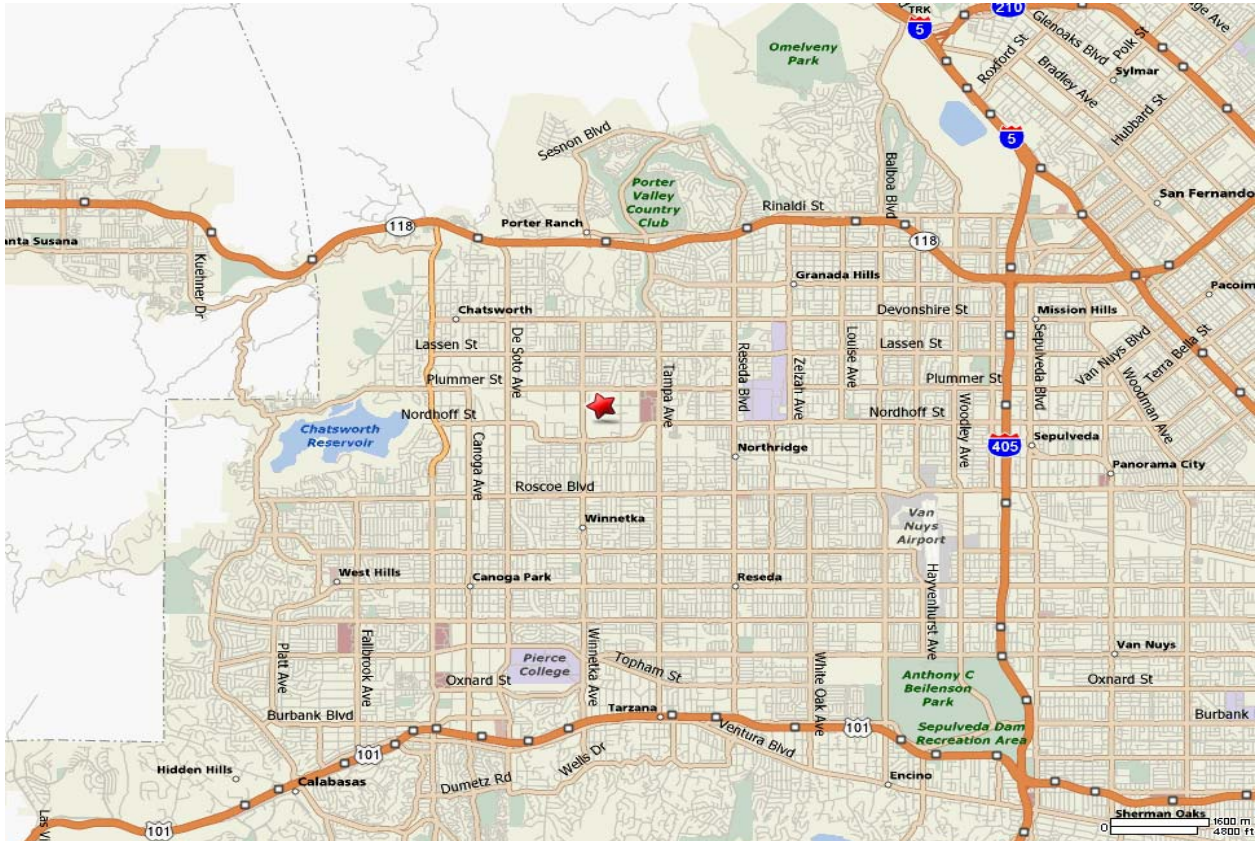 TRK
5
210
Glenoaks Blvd
Polk St
Omelveny
Park
Roxford St
Bradley Ave
Sylmar
Hubbard St
5
Sesnon Blvd
Balboa Blvd
San Fernando
Porter
Valley
Country
Club
Rinaldi St
Porter Ranch
118
118
anta Susana
Kuehner Dr
Granada Hills
Pacoim
Chatsworth
Devonshire St
Mission Hills
De Soto Ave
Lassen St
Lassen St
Louise Ave
Sepulveda Blvd
Van Nuys Blvd
Terra Bella St
Reseda Blvd
Zelzah Ave
Tampa Ave
Plummer St
Plummer St
Woodman Ave
Nordhoff St
Nordhoff St
Woodley Ave
Chatsworth
Reservoir
Canoga Ave
Northridge
405
Sepulveda
Panorama City
Roscoe Blvd
Winnetka
Van
Nuys
Airport
West Hills
Canoga Park
Reseda
Hayvenhurst Ave
Platt Ave
Fallbrook Ave
Winnetka Ave
Pierce
College
Topham St
White Oak Ave
Van Nuys
Oxnard St
Anthony C
Beilenson
Park
Oxnard St
Burbank Blvd
Tarzana
Ventura Blvd
101
Sepulveda Dam
Recreation Area
Burbank
101
Wells Dr
Hidden Hills
Dumetz Rd
Encino
Calabasas
101
Sherman Oaks
0
1600 m
4800 ft